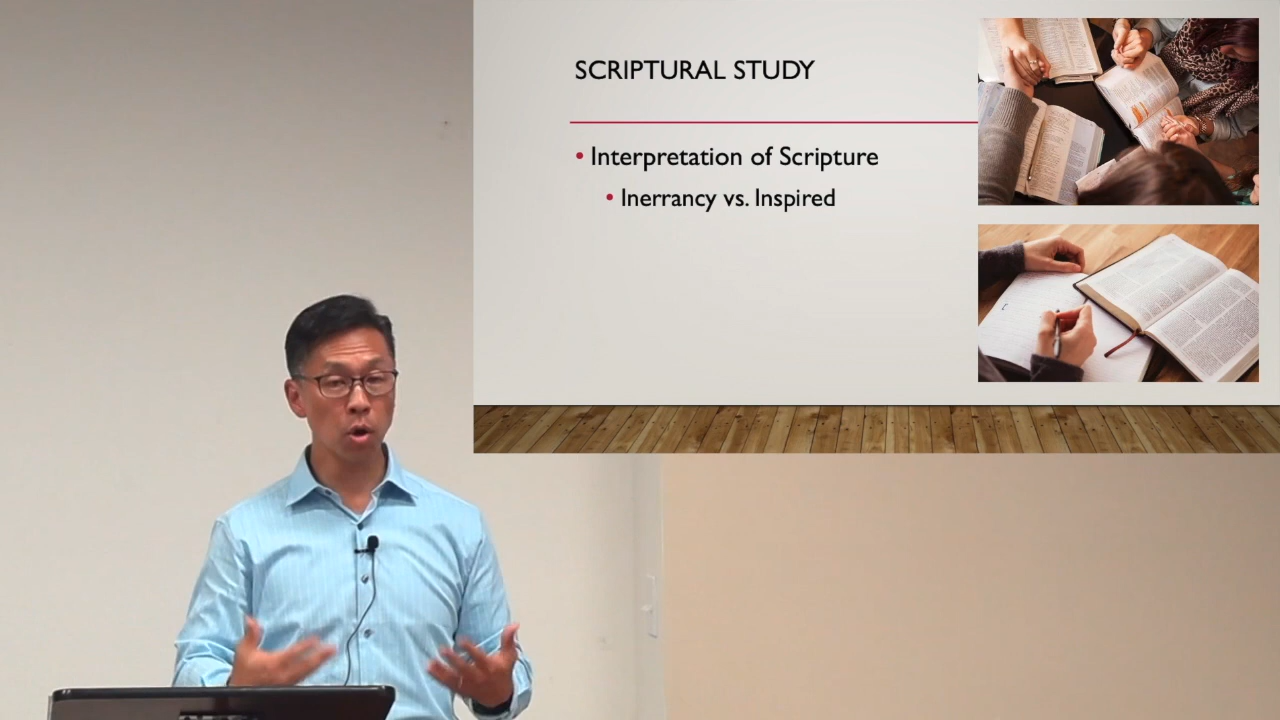 SCRIPTURAL STUDY
• Interpretation of Scripture
• Inerrancy vs. Inspired